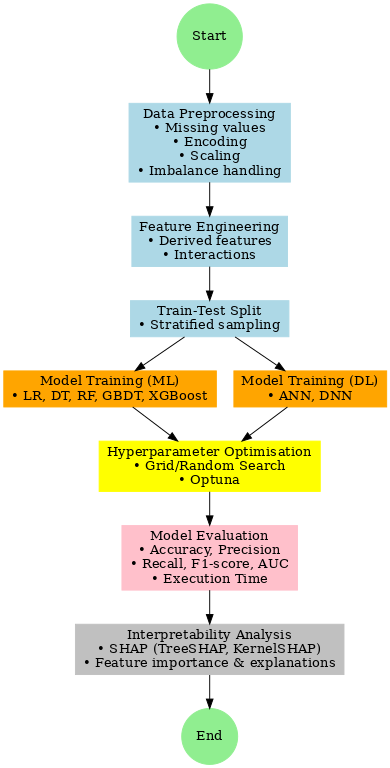 Start
Data Preprocessing
• Missing values
• Encoding
• Scaling
• Imbalance handling
Feature Engineering
• Derived features
• Interactions
Train-Test Split
• Stratified sampling
Model Training (ML)
• LR, DT, RF, GBDT, XGBoost
Model Training (DL)
• ANN, DNN
Hyperparameter Optimisation
• Grid/Random Search
• Optuna
Model Evaluation
• Accuracy, Precision
• Recall, F1-score, AUC
• Execution Time
Interpretability Analysis
• SHAP (TreeSHAP, KernelSHAP)
• Feature importance & explanations
End